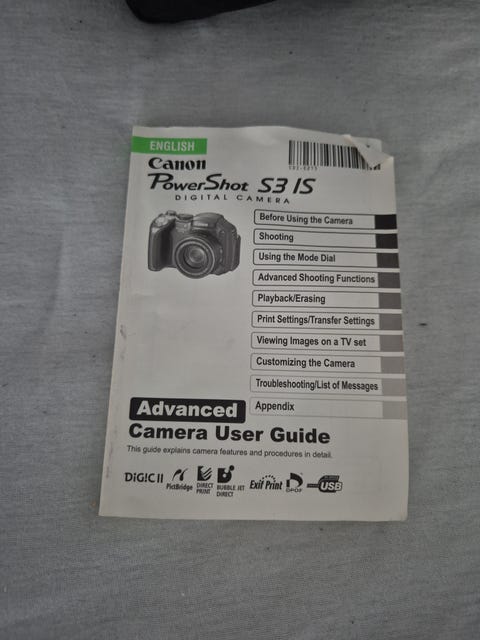 ENGLISH
Canon
PowerShot S3 IS
DIGITAL CAMERA
Before Using the Camera
Shooting
Using the Mode Dial
Advanced Shooting Functions
Playback/Erasing
Print Settings/Transfer Settings
Viewing Images on a TV set
Customizing the Camera
Troubleshooting/List of Messages
Appendix
Advanced
Camera User Guide
This guide explains camera features and procedures in detail.
DIGIC II
PictBridge
DIRECT
PRINT
BUBBLE JET
DIRECT
Exif Print
DPOF
USB